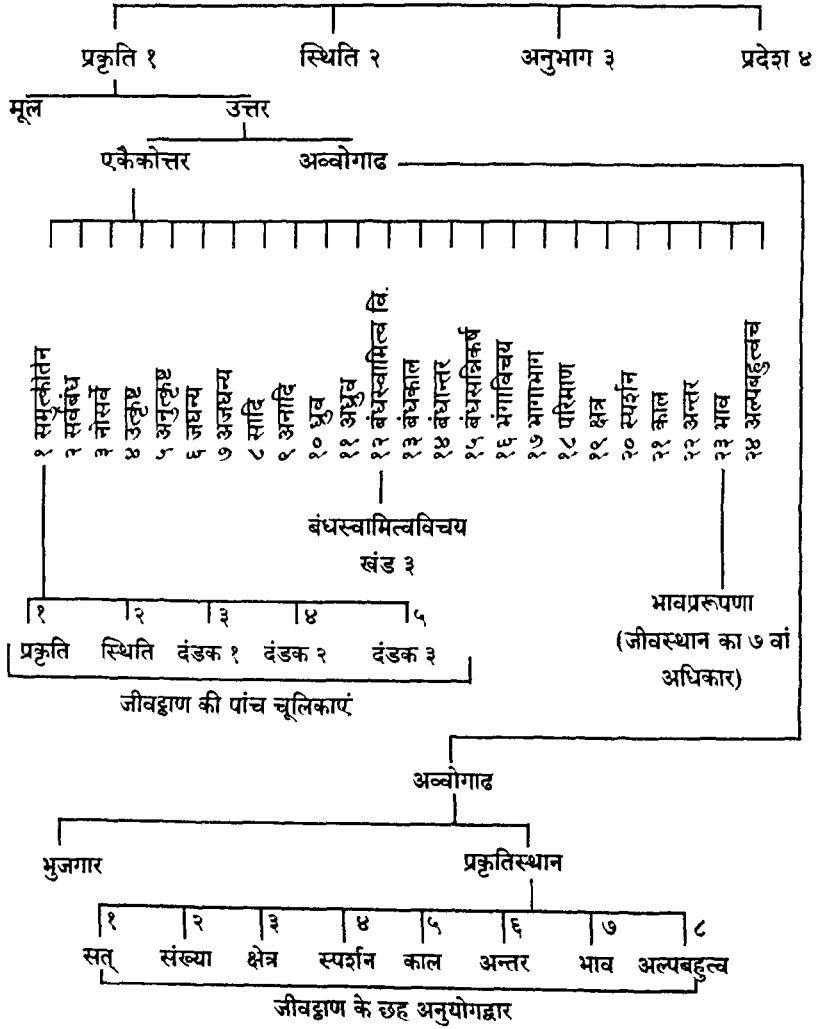 प्रकृति १ स्थिति २ अनुभाग ३ प्रदेश ४
मूल उत्तर
एकैकोत्तर अव्वोगाढ
१ समुत्कीतन
२ सर्वबंध
३ नोसर्व
४ उत्कृष्ट
५ अनुत्कृष्ट
६ जघन्य
७ अजघन्य
८ सादि
९ अनादि
१० ध्रुव
११ अध्रुव
१२ बंधस्वामित्व वि.
१३ बंधकाल
१४ बंधान्तर
१५ बंधसन्निकर्ष
१६ भंगाविचय
१७ भागाभाग
१८ परिमाण
१९ क्षत्र
२० स्पर्शन
२१ काल
२२ अन्तर
२३ भाव
२४ अल्पबहुत्वच
बंधस्वामित्वविचय
खंड ३
भावप्ररूपणा
(जीवस्थान का ७ वां
अधिकार)
१ २ ३ ४ ५
प्रकृति स्थिति दंडक १ दंडक २ दंडक ३
जीवट्ठाण की पांच चूलिकाएं
अव्वोगाढ
भुजगार प्रकृतिस्थान
१ २ ३ ४ ५ ६ ७ ८
सत् संख्या क्षेत्र स्पर्शन काल अन्तर भाव अल्पबहुत्व
जीवट्ठाण के छह अनुयोगद्वार